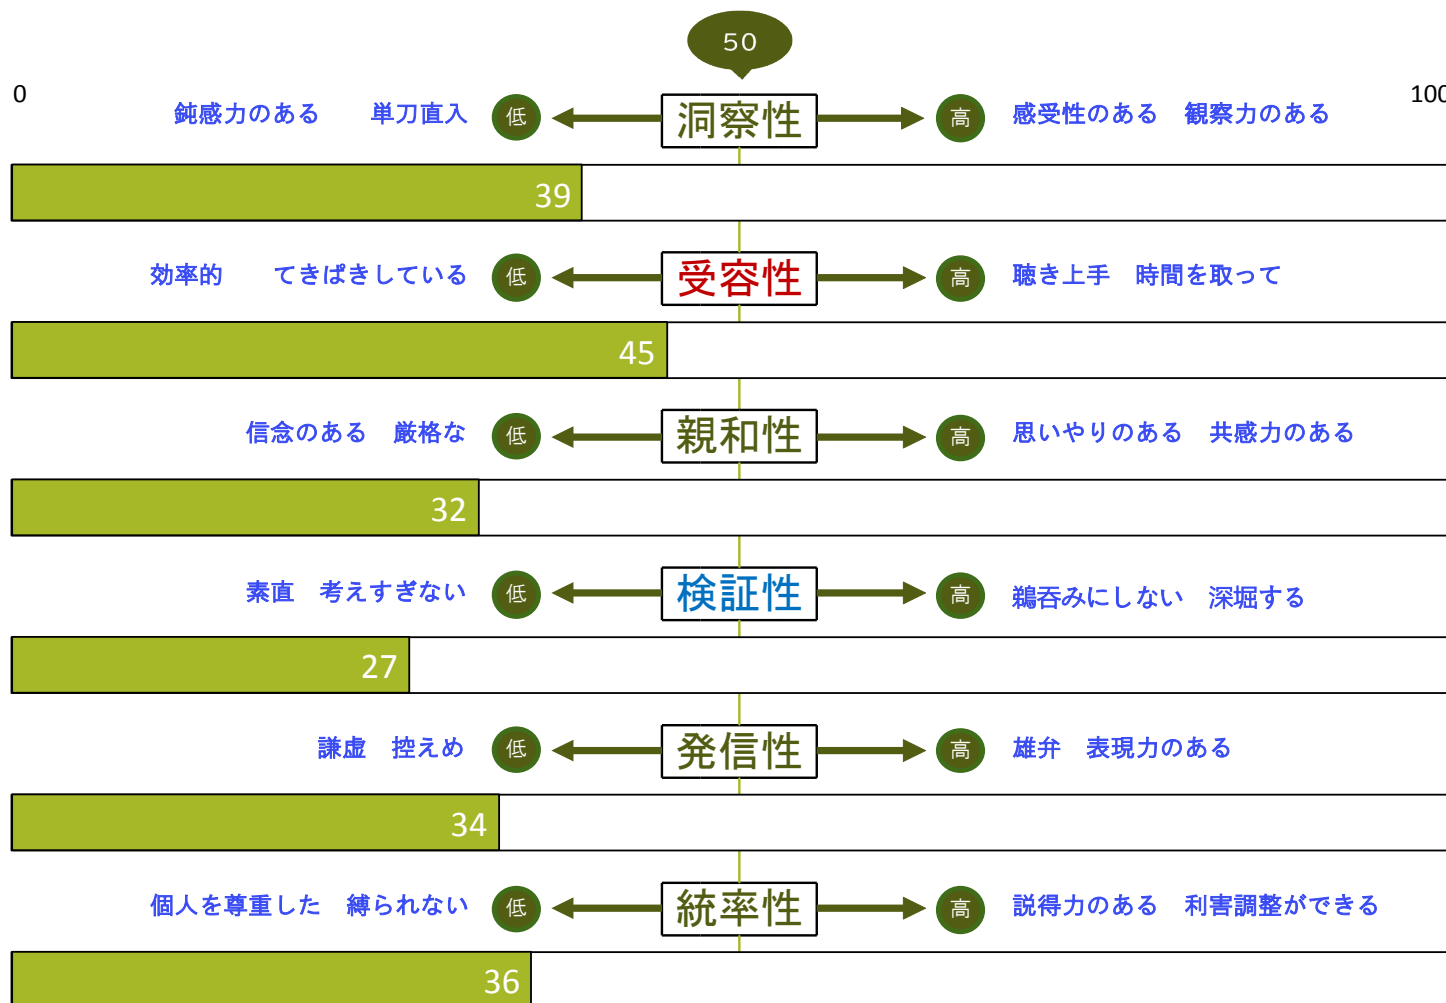 50
0
100
鈍感力のある　単刀直入 低 洞察性 高 感受性のある　観察力のある
39
効率的　てきぱきしている 低 受容性 高 聴き上手　時間を取って
45
信念のある　厳格な 低 親和性 高 思いやりのある　共感力のある
32
素直　考えすぎない 低 検証性 高 鵜呑みにしない　深堀する
27
謙虚　控えめ 低 発信性 高 雄弁　表現力のある
34
個人を尊重した　縛られない 低 統率性 高 説得力のある　利害調整ができる
36